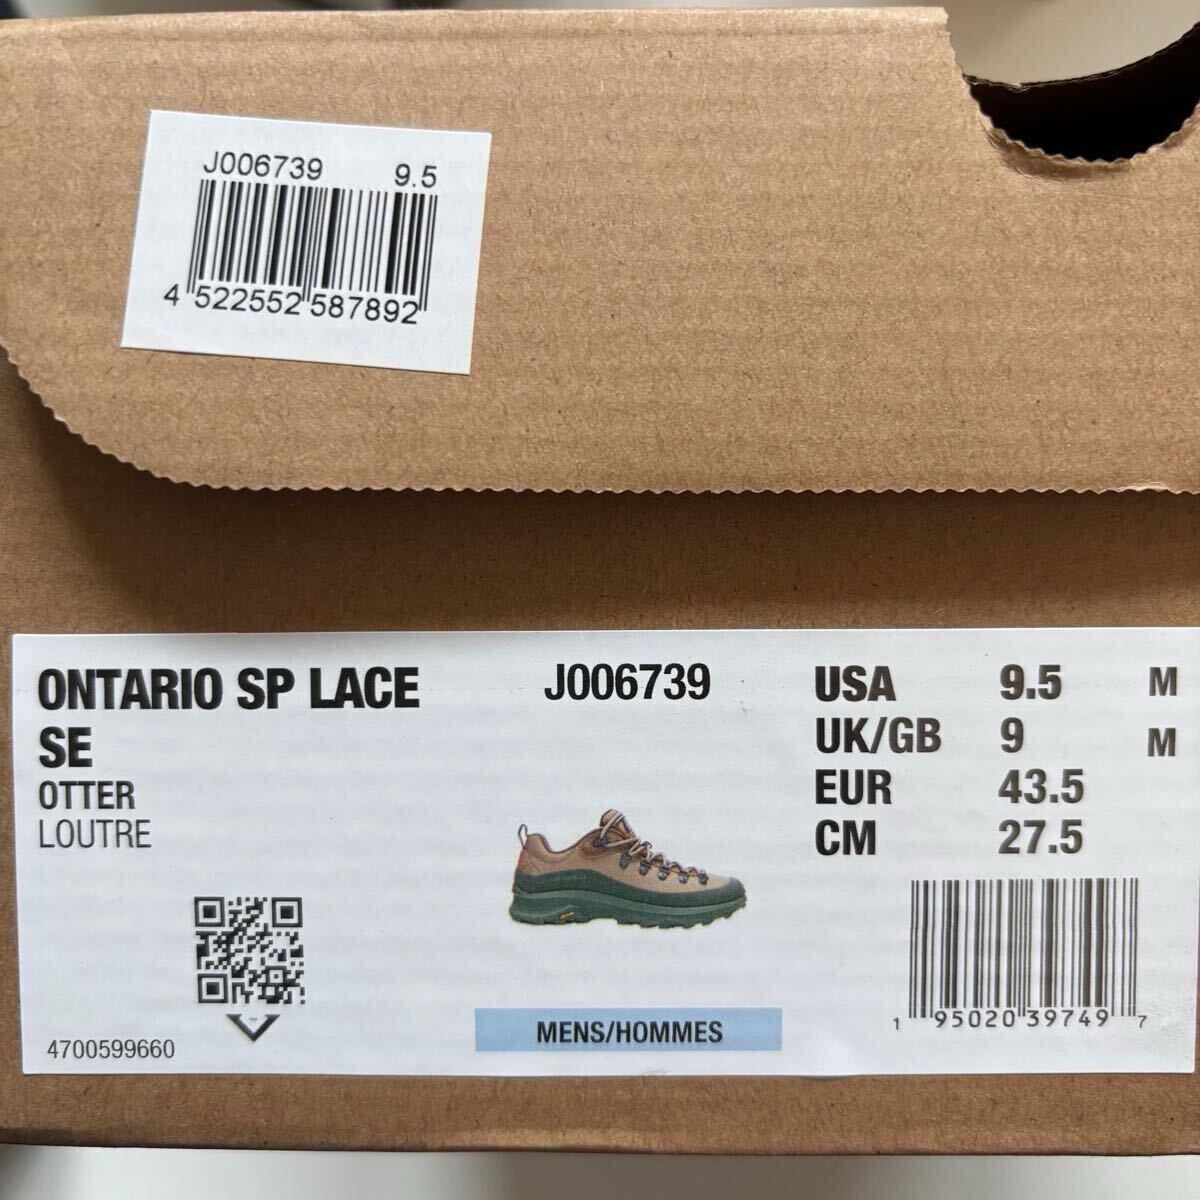 J006739 9.5
4 522552 587892
ONTARIO SP LACE J006739 USA 9.5 M
SE UK/GB 9 M
OTTER EUR 43.5
LOUTRE CM 27.5
1 95020 39749 7
MENS/HOMMES
4700599660